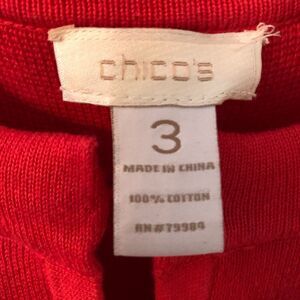 chico's
3
MADE IN CHINA
100% COTTON
RN#79984